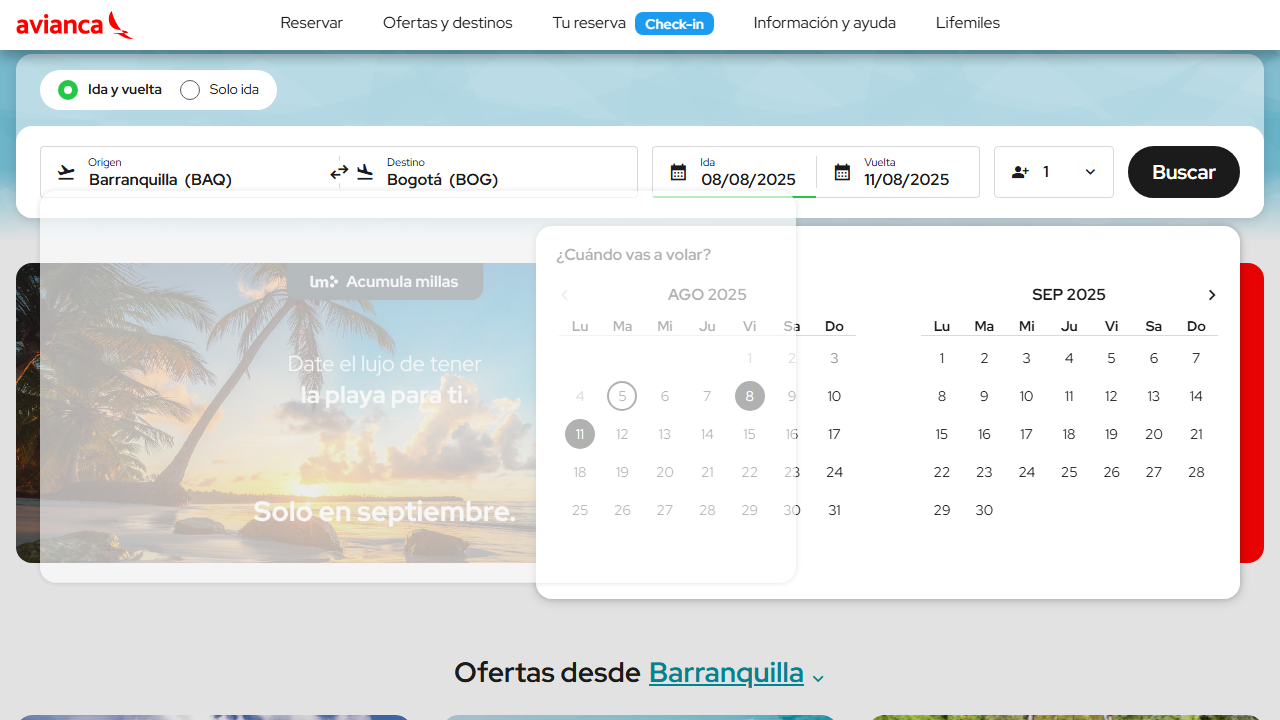 avianca
Reservar
Ofertas y destinos
Tu reserva
Check-in
Información y ayuda
Lifemiles
Ida y vuelta
Solo ida
Origen
Barranquilla (BAQ)
Destino
Bogotá (BOG)
Ida
08/08/2025
Vuelta
11/08/2025
1
Buscar
lm Acumula millas
Date el lujo de tener
la playa para ti.
Solo en septiembre.
¿Cuándo vas a volar?
AGO 2025
Lu Ma Mi Ju Vi Sa Do
1 2 3
4 5 6 7 8 9 10
11 12 13 14 15 16 17
18 19 20 21 22 23 24
25 26 27 28 29 30 31
SEP 2025
Lu Ma Mi Ju Vi Sa Do
1 2 3 4 5 6 7
8 9 10 11 12 13 14
15 16 17 18 19 20 21
22 23 24 25 26 27 28
29 30
Ofertas desde Barranquilla